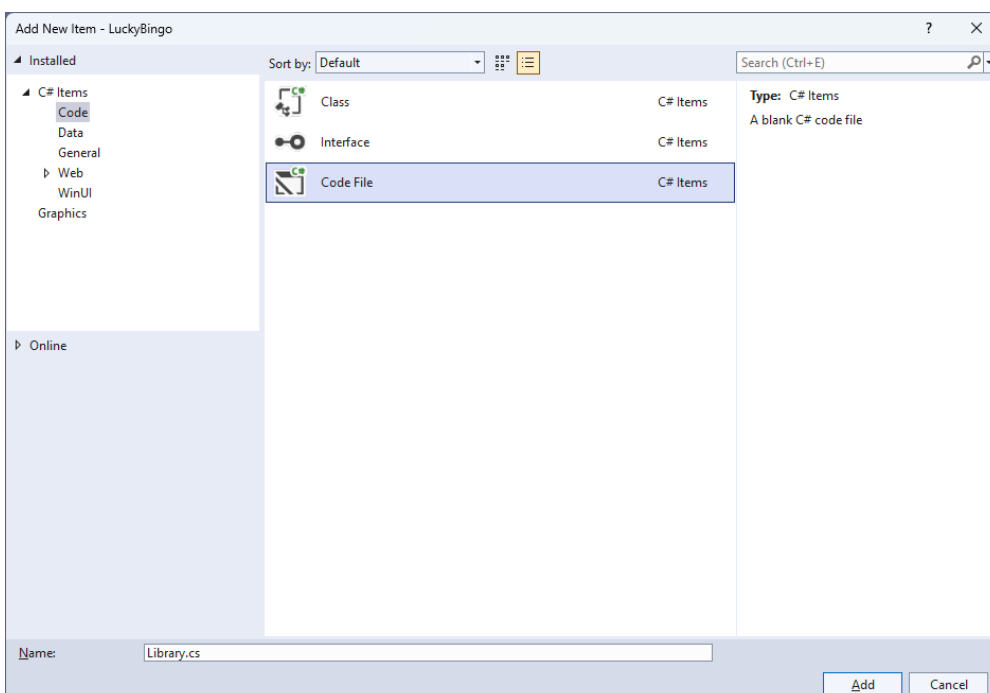 Add New Item - LuckyBingo
?
Installed
Sort by: Default
Search (Ctrl+E)
C# Items
Code
Data
General
Web
WinUI
Graphics
Online
Class C# Items
Interface C# Items
Code File C# Items
Type: C# Items
A blank C# code file
Name: Library.cs
Add Cancel